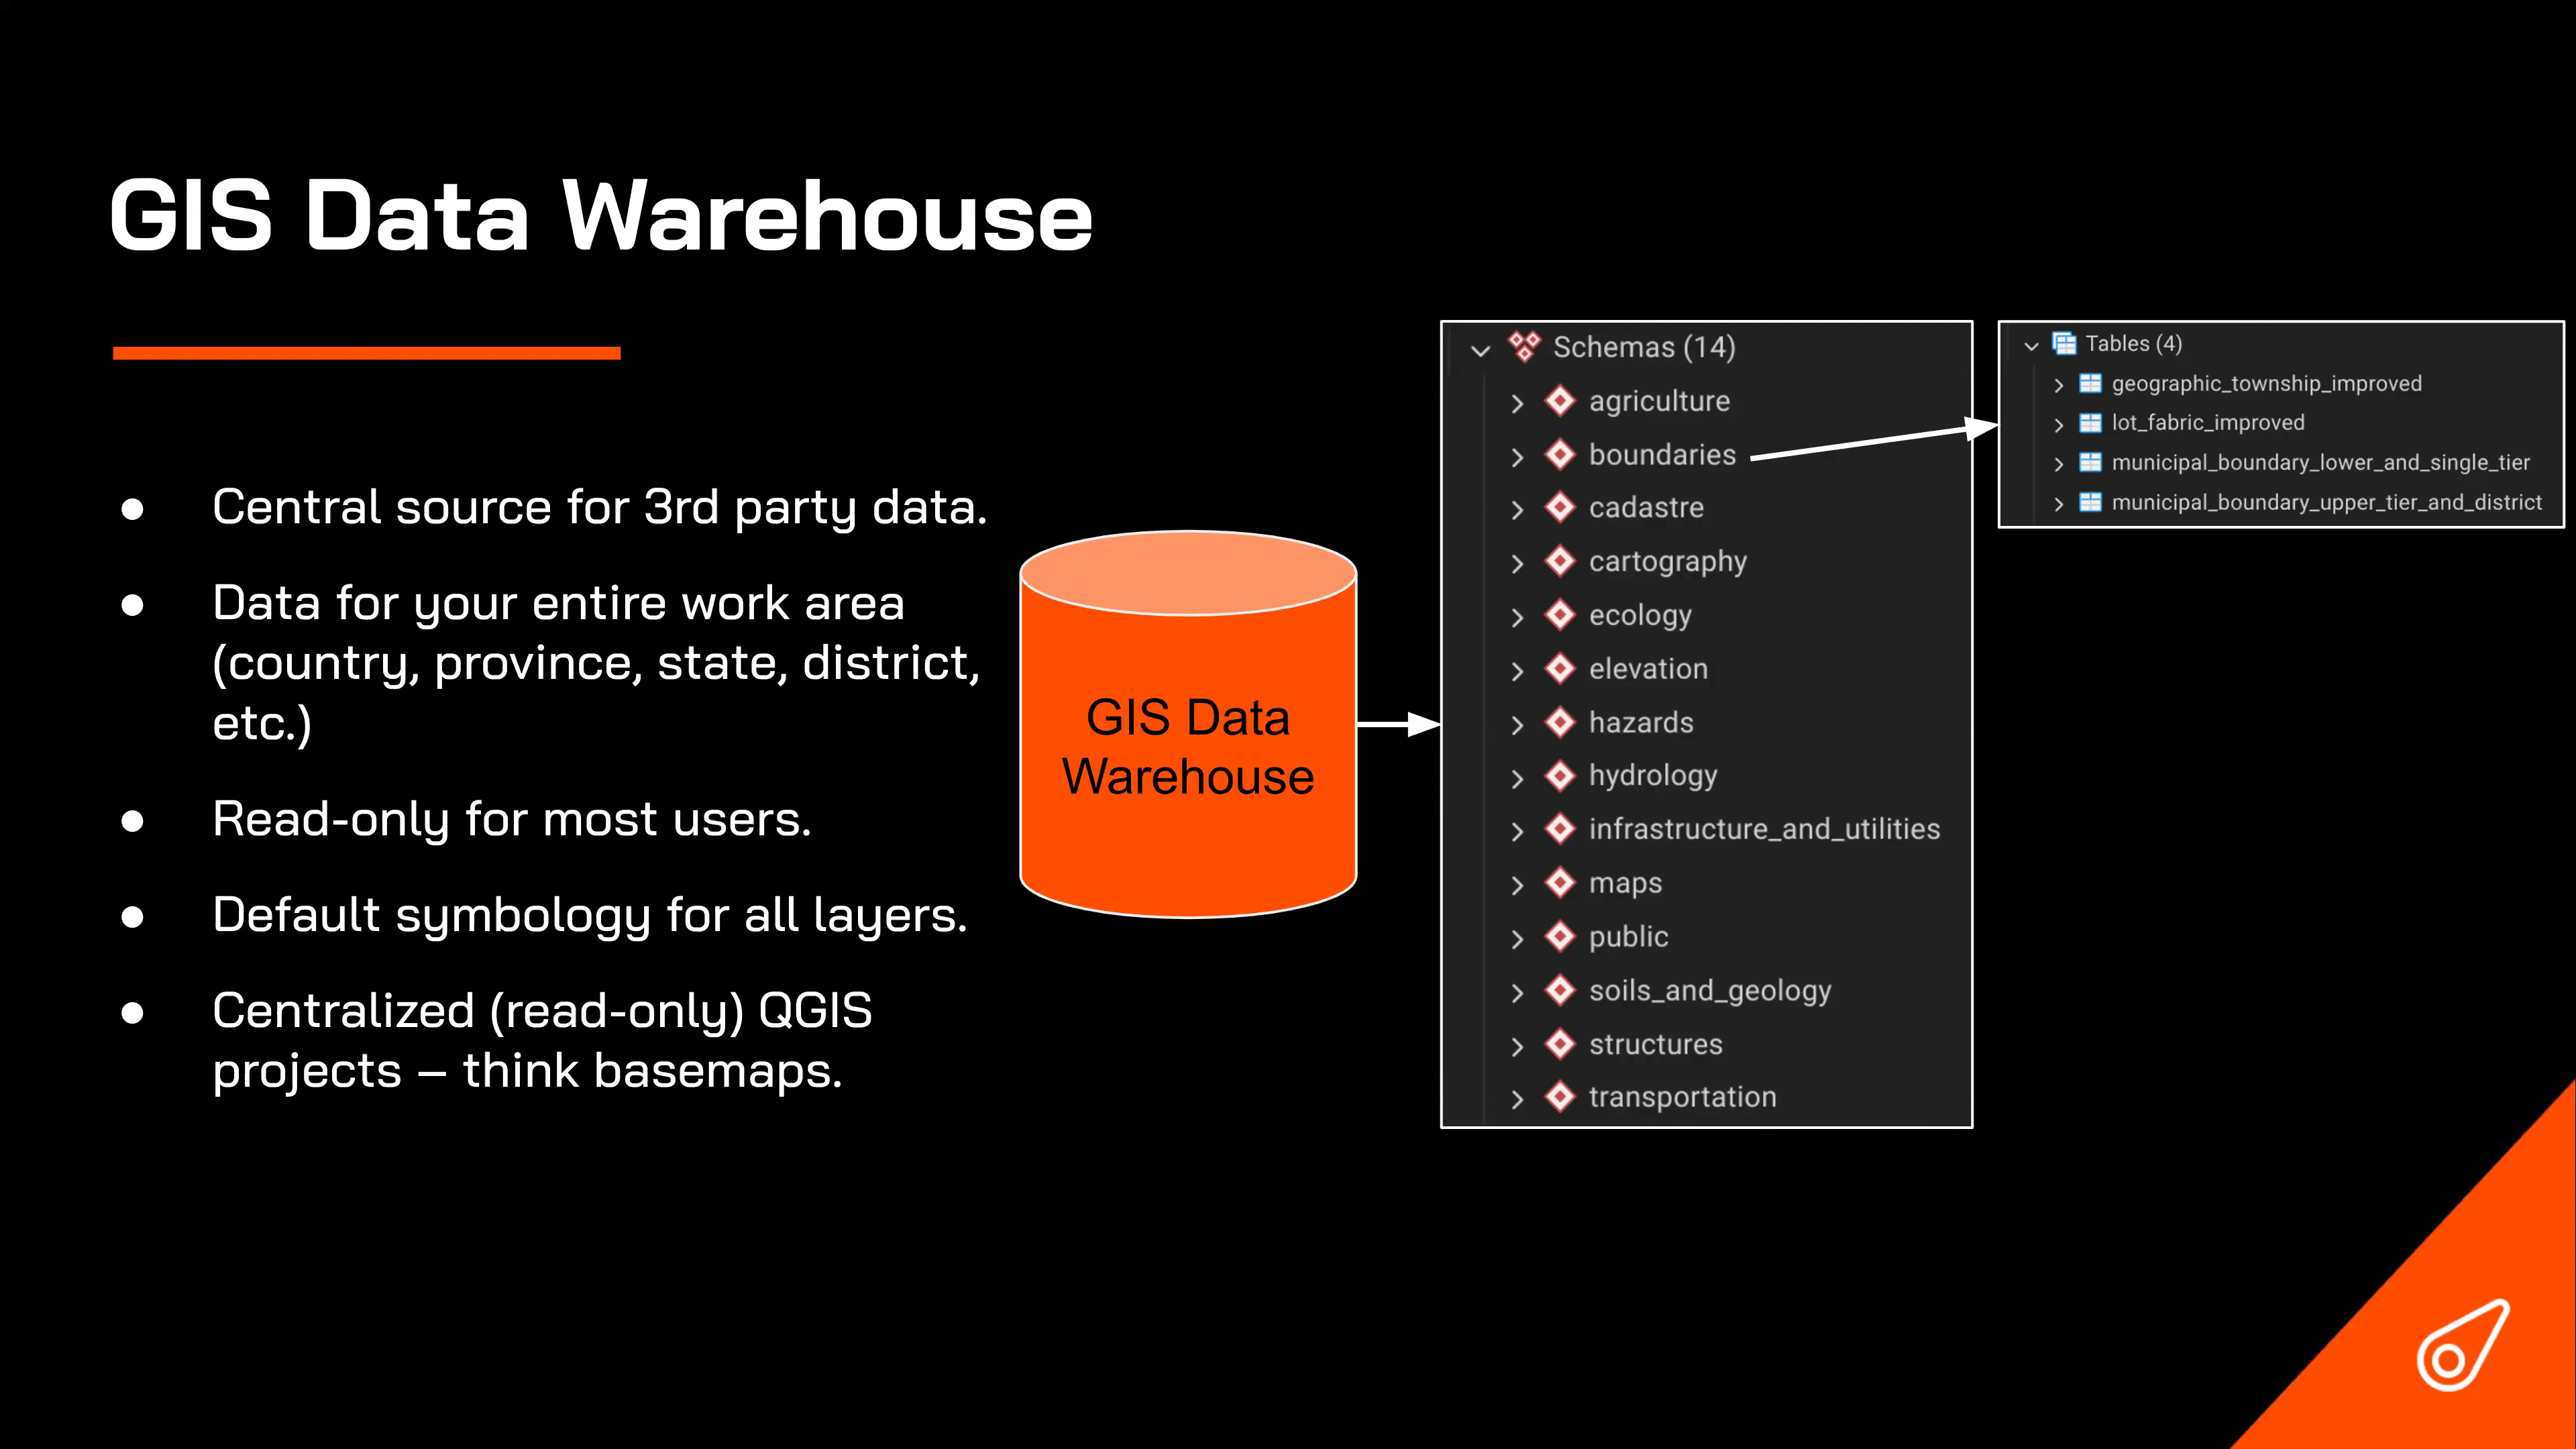 GIS Data Warehouse
● Central source for 3rd party data.
● Data for your entire work area
(country, province, state, district,
etc.)
● Read-only for most users.
● Default symbology for all layers.
● Centralized (read-only) QGIS
projects – think basemaps.
GIS Data
Warehouse
Schemas (14)
agriculture
boundaries
cadastre
cartography
ecology
elevation
hazards
hydrology
infrastructure_and_utilities
maps
public
soils_and_geology
structures
transportation
Tables (4)
geographic_township_improved
lot_fabric_improved
municipal_boundary_lower_and_single_tier
municipal_boundary_upper_tier_and_district